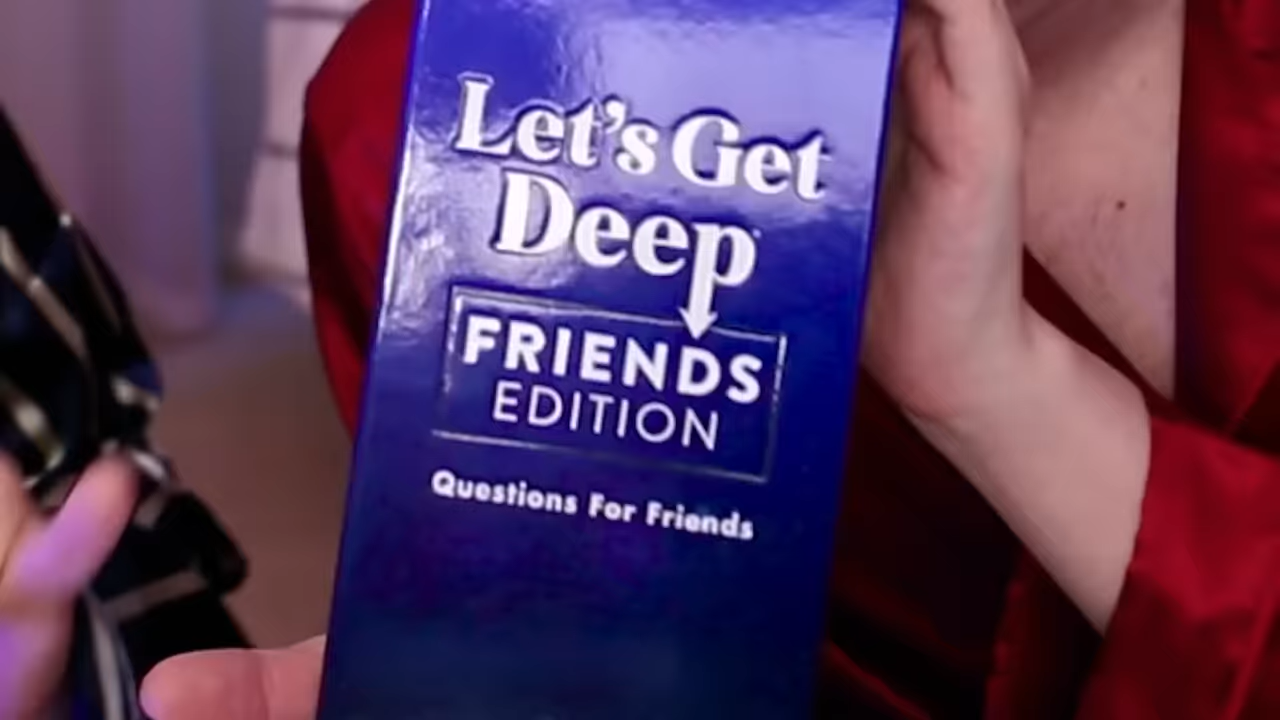 Let's Get
Deep
FRIENDS
EDITION
Questions For Friends